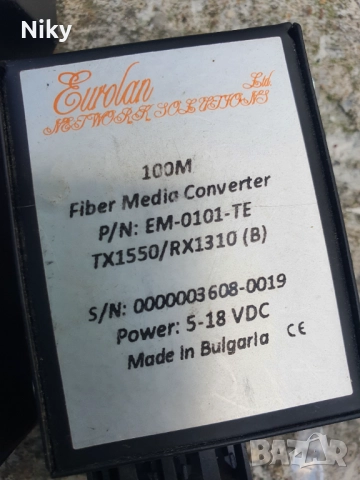 Niky
Eurolan Ltd.
NETWORK SOLUTIONS
100M
Fiber Media Converter
P/N: EM-0101-TE
TX1550/RX1310 (B)
S/N: 0000003608-0019
Power: 5-18 VDC
Made in Bulgaria CE
BAZAR